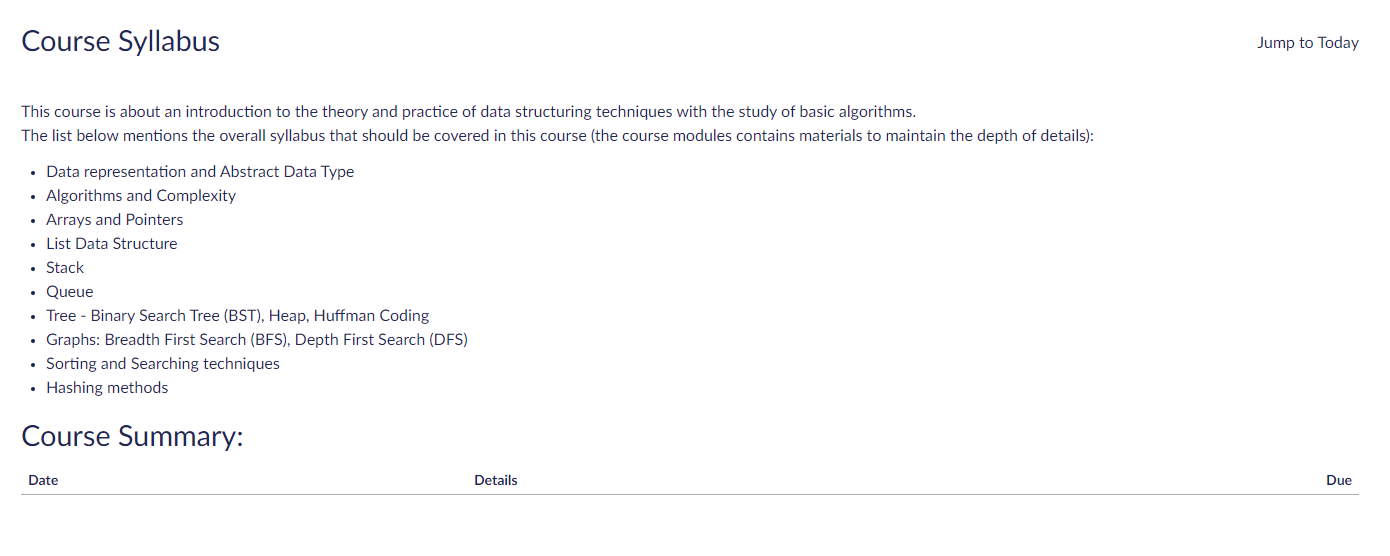 Course Syllabus
Jump to Today
This course is about an introduction to the theory and practice of data structuring techniques with the study of basic algorithms.
The list below mentions the overall syllabus that should be covered in this course (the course modules contains materials to maintain the depth of details):
• Data representation and Abstract Data Type
• Algorithms and Complexity
• Arrays and Pointers
• List Data Structure
• Stack
• Queue
• Tree - Binary Search Tree (BST), Heap, Huffman Coding
• Graphs: Breadth First Search (BFS), Depth First Search (DFS)
• Sorting and Searching techniques
• Hashing methods
Course Summary:
Date Details Due